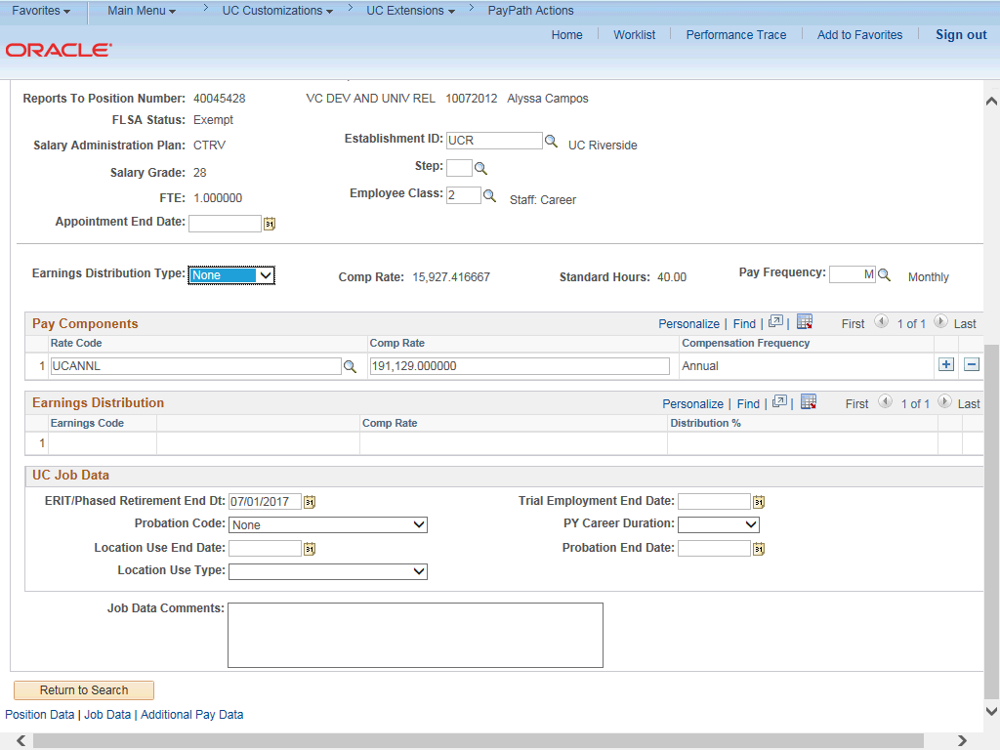 Favorites Main Menu > UC Customizations > UC Extensions > PayPath Actions
Home Worklist Performance Trace Add to Favorites Sign out
ORACLE
Reports To Position Number: 40045428 VC DEV AND UNIV REL 10072012 Alyssa Campos
FLSA Status: Exempt
Salary Administration Plan: CTRV Establishment ID: UCR UC Riverside
Salary Grade: 28 Step:
FTE: 1.000000 Employee Class: 2 Staff: Career
Appointment End Date:
Earnings Distribution Type: None Comp Rate: 15,927.416667 Standard Hours: 40.00 Pay Frequency: M Monthly
Pay Components Personalize | Find | | First 1 of 1 Last
Rate Code Comp Rate Compensation Frequency
1 UCANNL 191,129.000000 Annual
Earnings Distribution Personalize | Find | | First 1 of 1 Last
Earnings Code Comp Rate Distribution %
1
UC Job Data
ERIT/Phased Retirement End Dt: 07/01/2017 Trial Employment End Date:
Probation Code: None PY Career Duration:
Location Use End Date: Probation End Date:
Location Use Type:
Job Data Comments:
Return to Search
Position Data | Job Data | Additional Pay Data